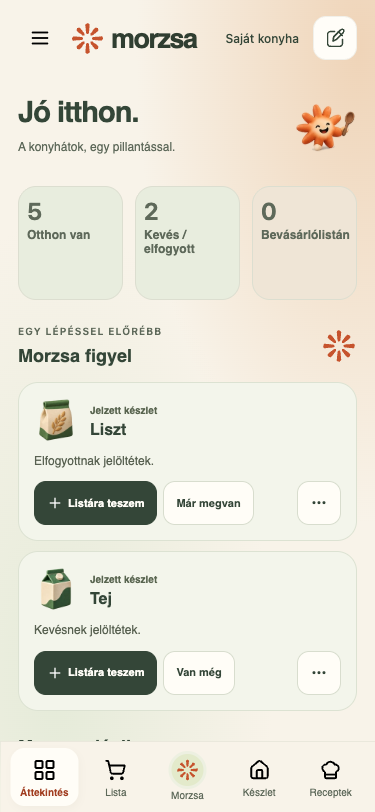 morzsa
Saját konyha
Jó itthon.
A konyhátok, egy pillantással.
5
Otthon van
2
Kevés /
elfogyott
0
Bevásárlólistán
EGY LÉPÉSSEL ELŐRÉBB
Morzsa figyel
Jelzett készlet
Liszt
Elfogyottnak jelöltétek.
Listára teszem
Már megvan
Jelzett készlet
Tej
Kevésnek jelöltétek.
Listára teszem
Van még
Áttekintés
Lista
Morzsa
Készlet
Receptek